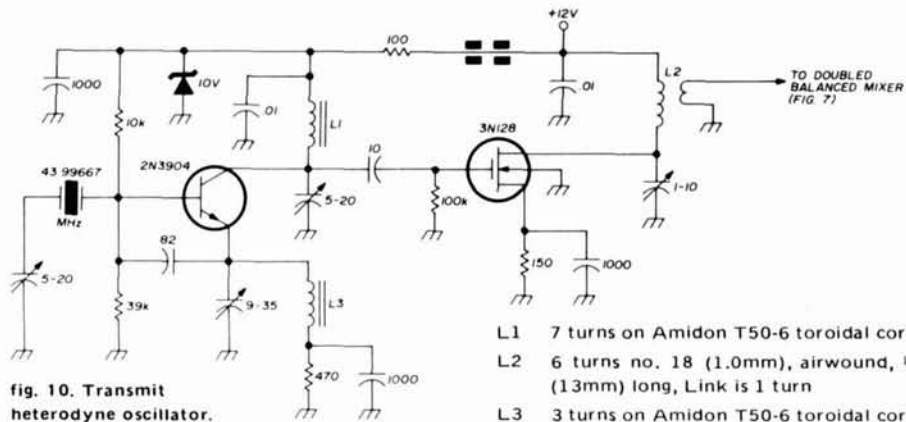 +12V
100
1000
10V
.01
.01
L2
TO DOUBLED
BALANCED MIXER
(FIG. 7)
10k
L1
3N128
43 99667
2N3904
10
MHz
5-20
100k
1-10
82
5-20
39k
9-35
L3
150
1000
470
1000
fig. 10. Transmit
heterodyne oscillator.
L1 7 turns on Amidon T50-6 toroidal cor
L2 6 turns no. 18 (1.0mm), airwound,
(13mm) long, Link is 1 turn
L3 3 turns on Amidon T50-6 toroidal cor